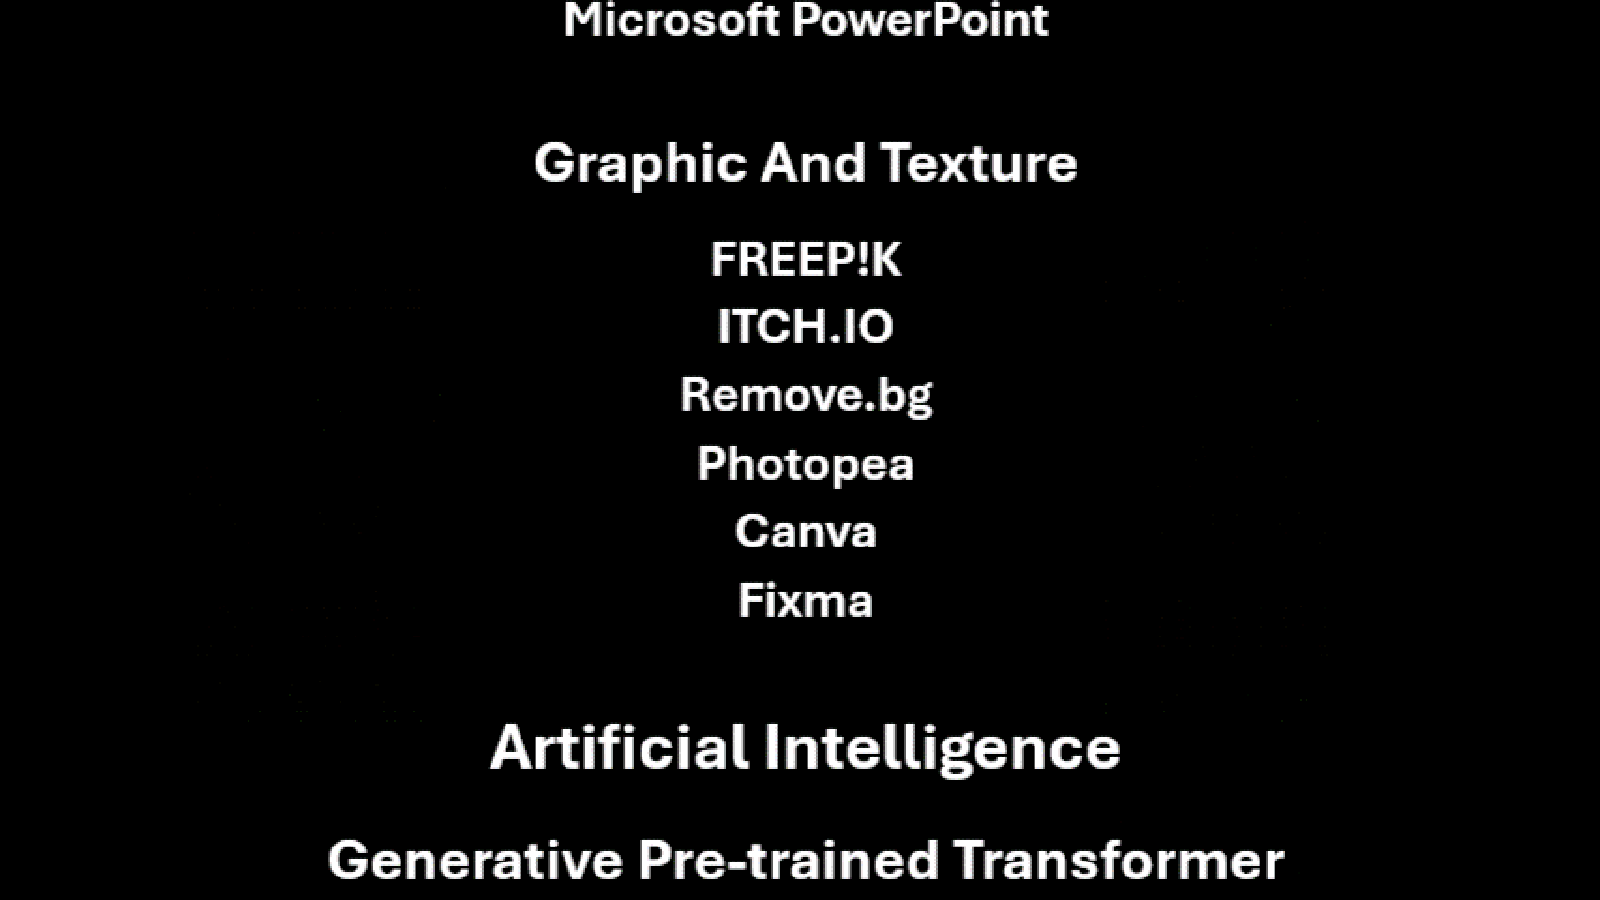 Microsoft PowerPoint
Graphic And Texture
FREEP!K
ITCH.IO
Remove.bg
Photopea
Canva
Fixma
Artificial Intelligence
Generative Pre-trained Transformer